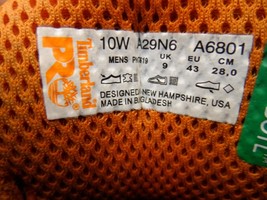 Timberland
PRO
10W A29N6 A6801
MENS UK EU CM
9 43 28,0
DESIGNED-NEW HAMPSHIRE, USA
MADE IN BANGLADESH